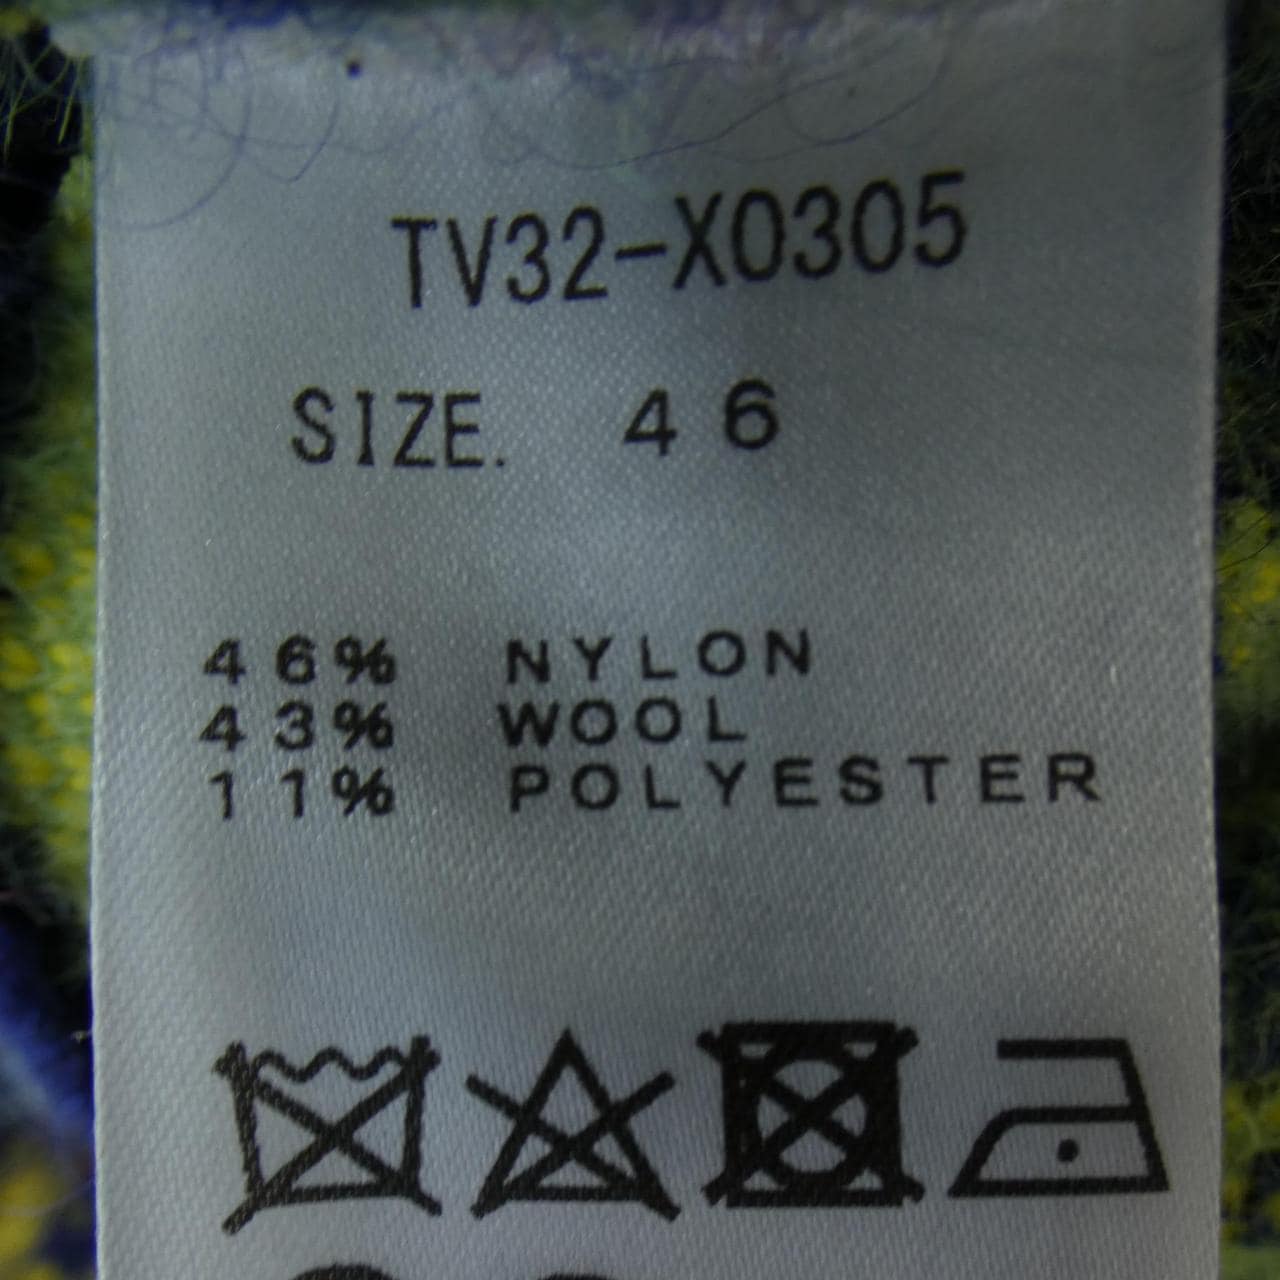 TV32-X0305
SIZE. 46
46% NYLON
43% WOOL
11% POLYESTER